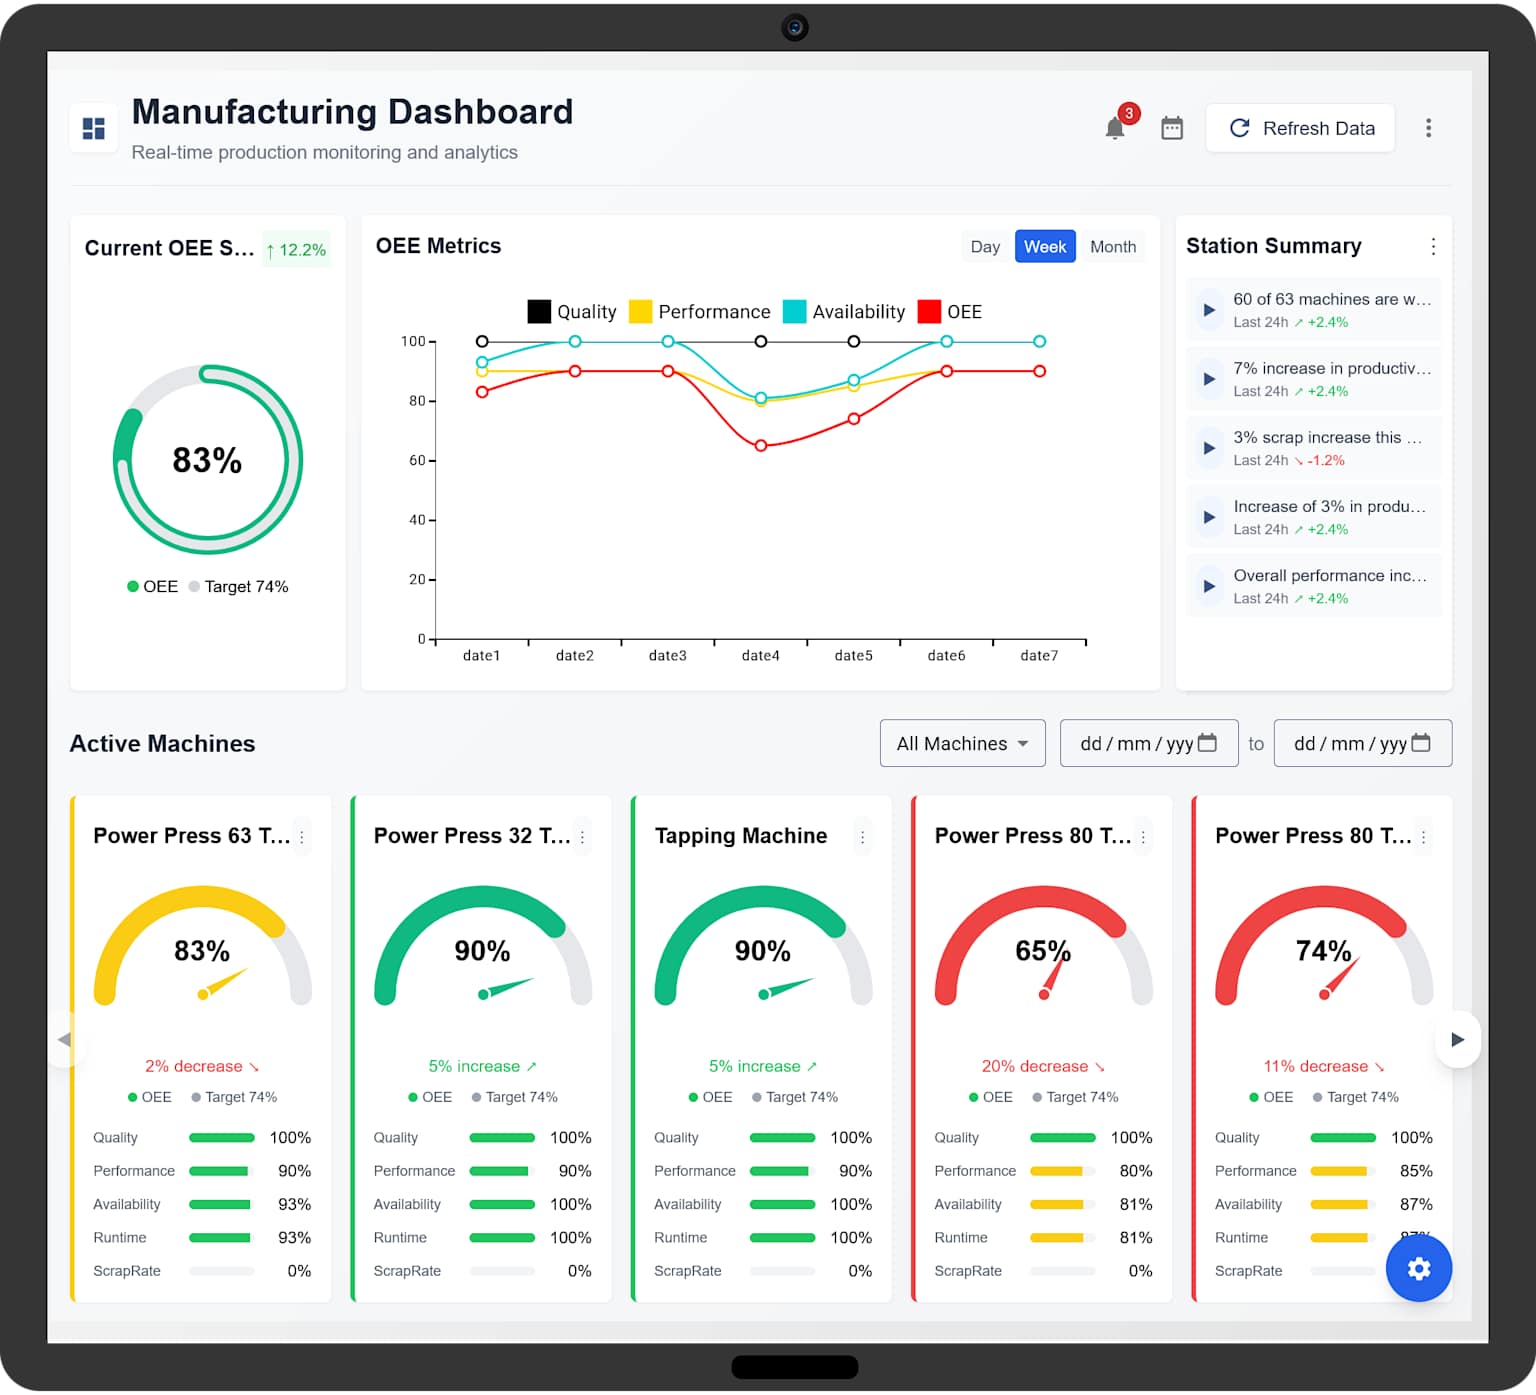 Manufacturing Dashboard
Real-time production monitoring and analytics
3
Refresh Data
Current OEE S...
↑ 12.2%
83%
OEE Target 74%
OEE Metrics
Day Week Month
Quality Performance Availability OEE
100
80
60
40
20
0
date1 date2 date3 date4 date5 date6 date7
Station Summary
60 of 63 machines are w...
Last 24h ↗ +2.4%
7% increase in productiv...
Last 24h ↗ +2.4%
3% scrap increase this ...
Last 24h ↘ -1.2%
Increase of 3% in produ...
Last 24h ↗ +2.4%
Overall performance inc...
Last 24h ↗ +2.4%
Active Machines
All Machines
dd / mm / yyy
to
dd / mm / yyy
Power Press 63 T...
83%
2% decrease ↘
OEE Target 74%
Quality 100%
Performance 90%
Availability 93%
Runtime 93%
ScrapRate 0%
Power Press 32 T...
90%
5% increase ↗
OEE Target 74%
Quality 100%
Performance 90%
Availability 100%
Runtime 100%
ScrapRate 0%
Tapping Machine
90%
5% increase ↗
OEE Target 74%
Quality 100%
Performance 90%
Availability 100%
Runtime 100%
ScrapRate 0%
Power Press 80 T...
65%
20% decrease ↘
OEE Target 74%
Quality 100%
Performance 80%
Availability 81%
Runtime 81%
ScrapRate 0%
Power Press 80 T...
74%
11% decrease ↘
OEE Target 74%
Quality 100%
Performance 85%
Availability 87%
Runtime
ScrapRate